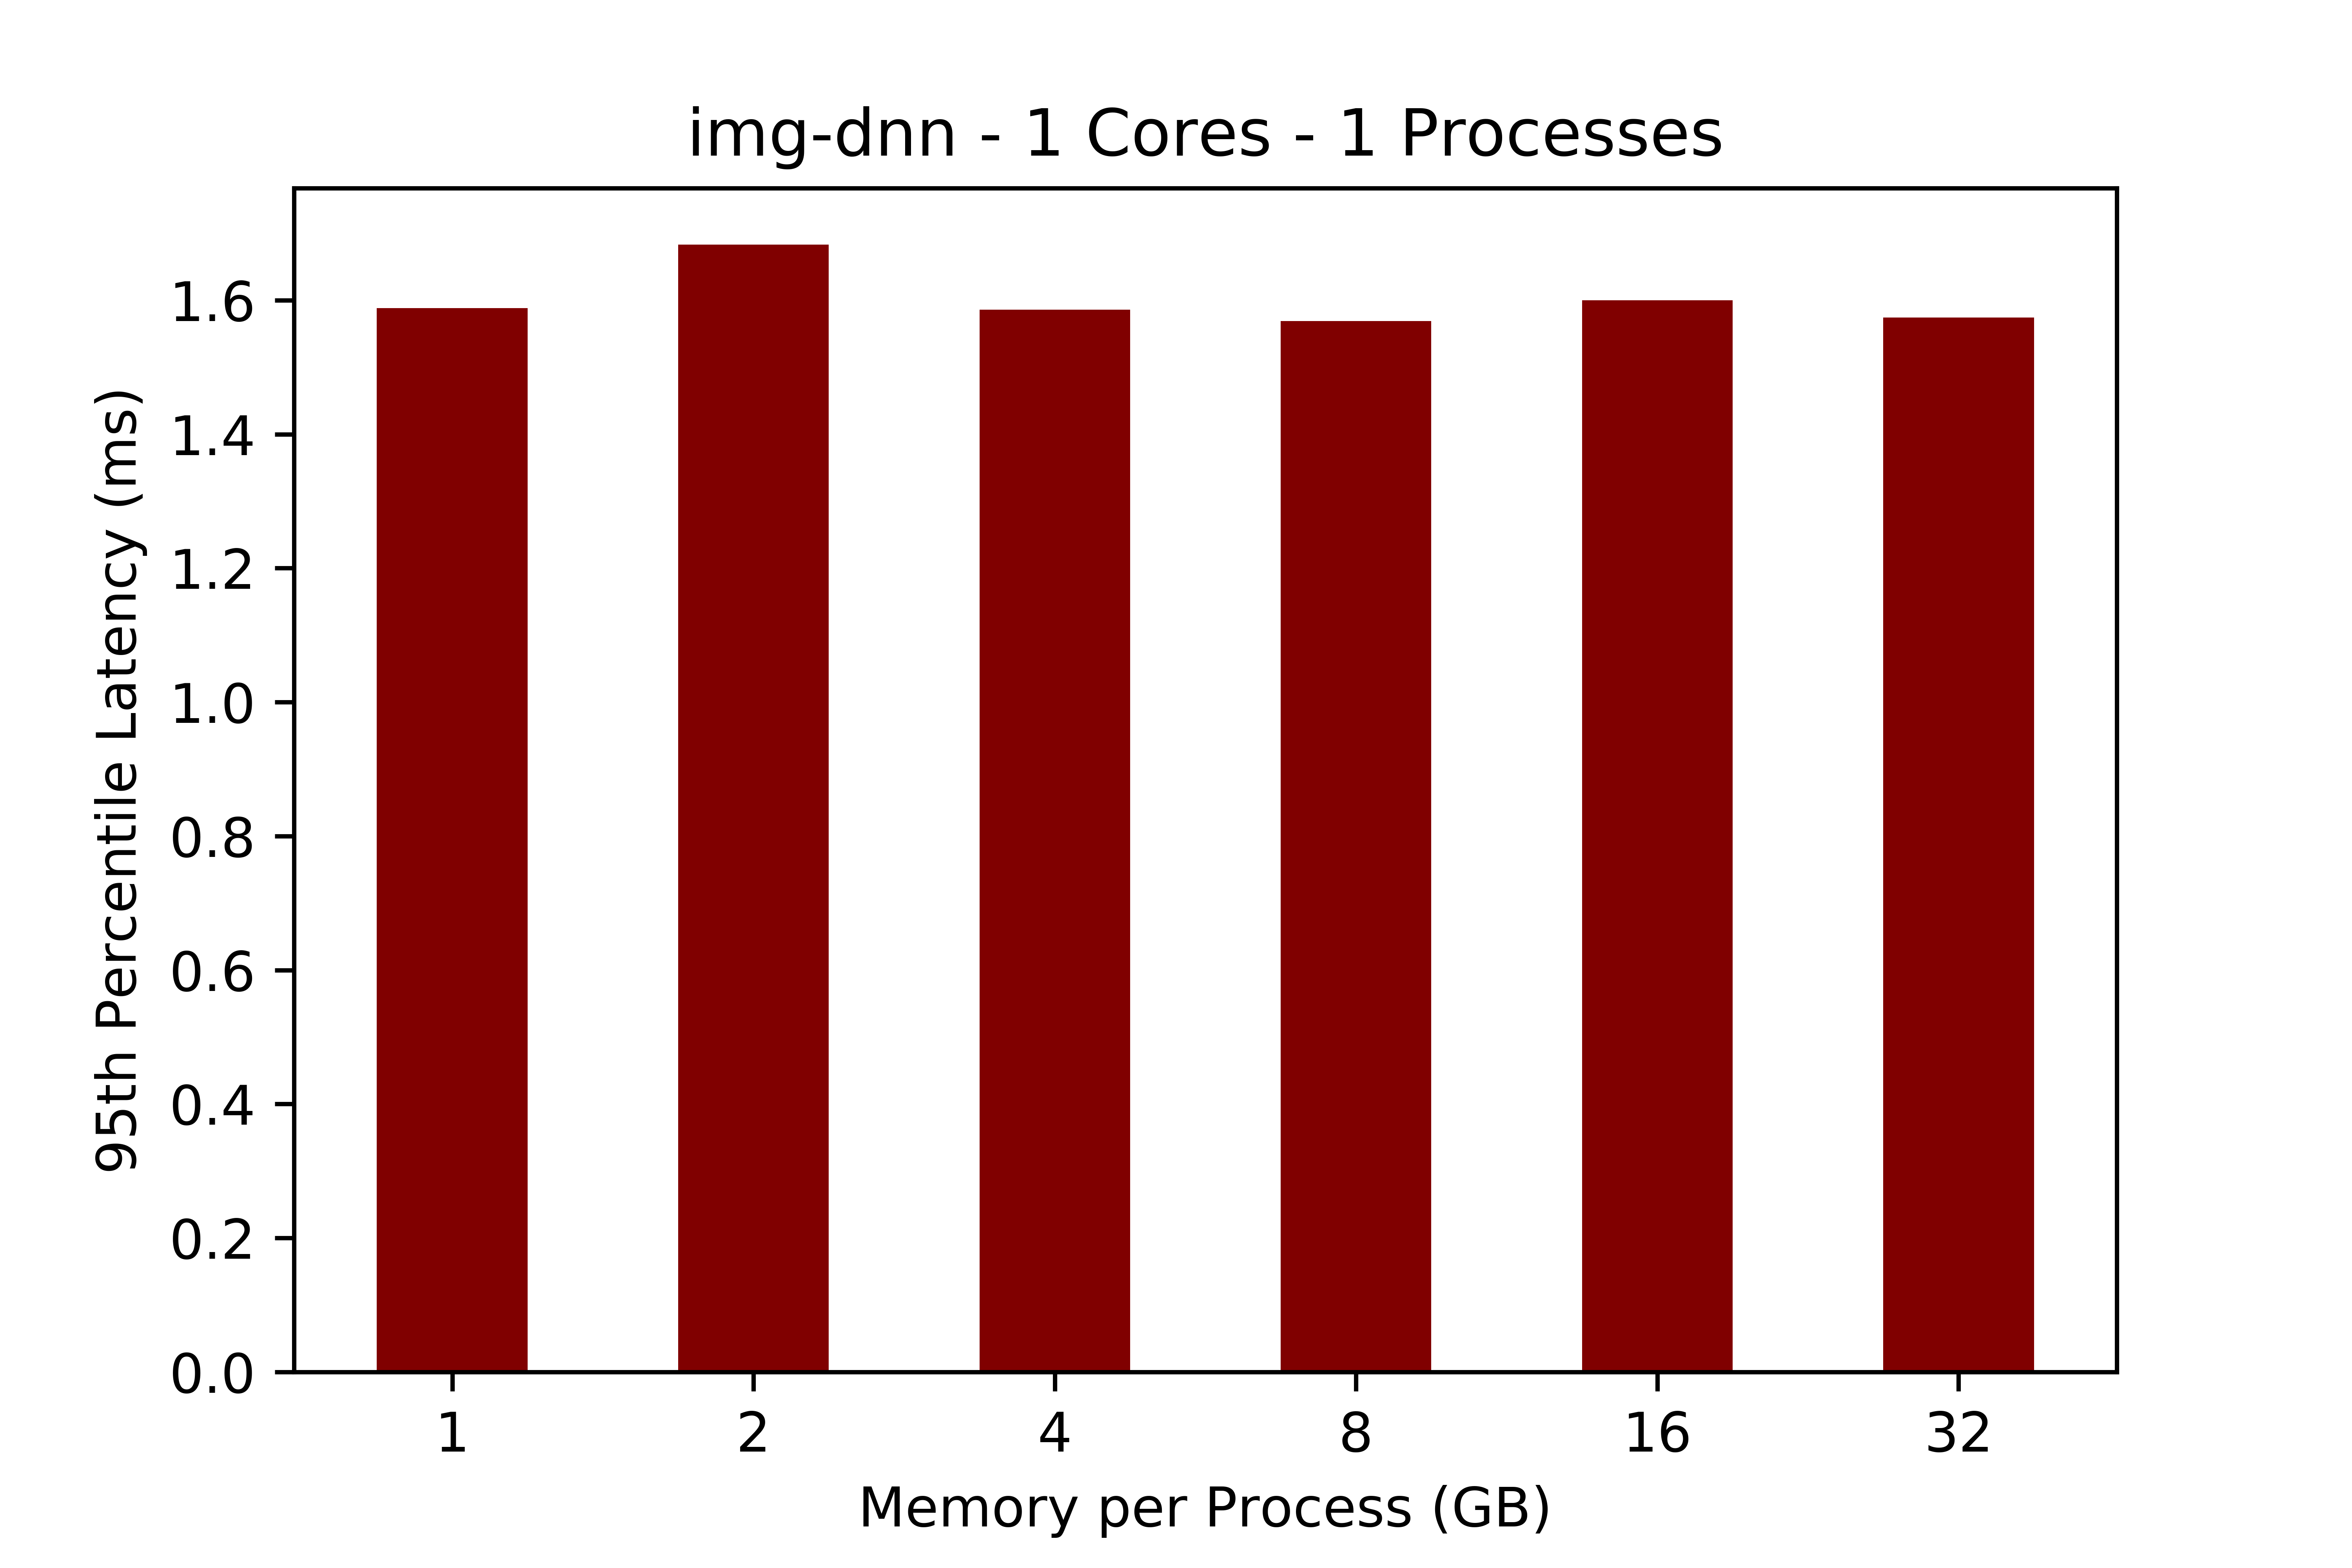 img-dnn - 1 Cores - 1 Processes
95th Percentile Latency (ms)
1.6
1.4
1.2
1.0
0.8
0.6
0.4
0.2
0.0
1 2 4 8 16 32
Memory per Process (GB)